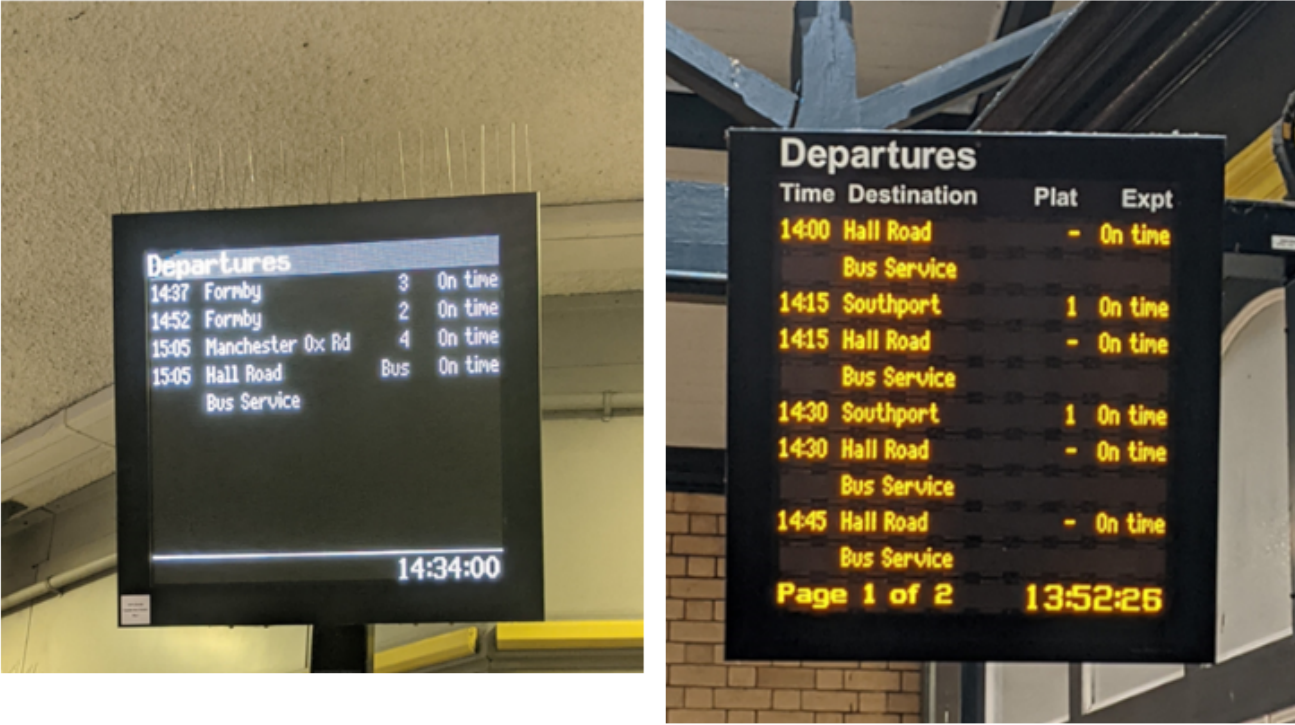 Departures
14:37 Formby 3 On time
14:52 Formby 2 On time
15:05 Manchester Ox Rd 4 On time
15:05 Hall Road Bus On time
Bus Service
14:34:00
Departures
Time Destination Plat Expt
14:00 Hall Road - On time
Bus Service
14:15 Southport 1 On time
14:15 Hall Road - On time
Bus Service
14:30 Southport 1 On time
14:30 Hall Road - On time
Bus Service
14:45 Hall Road - On time
Bus Service
Page 1 of 2 13:52:26